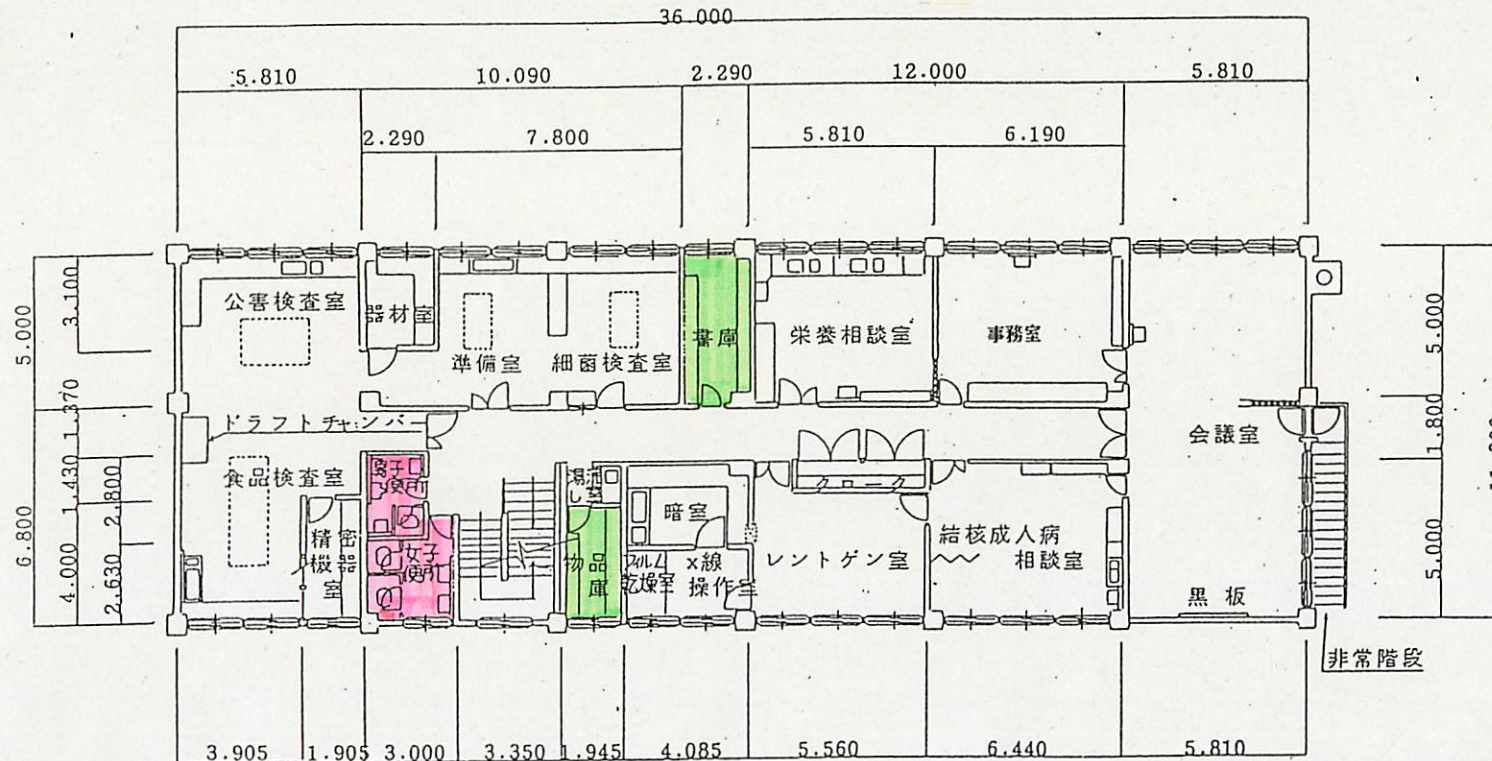 36.000
5.810
10.090
2.290
12.000
5.810
2.290
7.800
5.810
6.190
公害検査室
器材室
準備室
細菌検査室
書庫
栄養相談室
事務室
会議室
ドラフトチャンバー
食品検査室
精密
機器
室
男子
便所
女子
便所
湯沸
し室
物品
庫
暗室
フィルム
乾燥室
X線
操作室
クローク
レントゲン室
結核成人病
相談室
黒板
非常階段
5.000
6.800
3.100
1.370
1.430
4.000
2.800
2.630
5.000
1.800
5.000
3.905
1.905
3.000
3.350
1.945
4.085
5.560
6.440
5.810